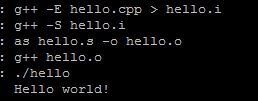 : g++ -E hello.cpp > hello.i
: g++ -S hello.i
: as hello.s -o hello.o
: g++ hello.o
: ./hello
Hello world!